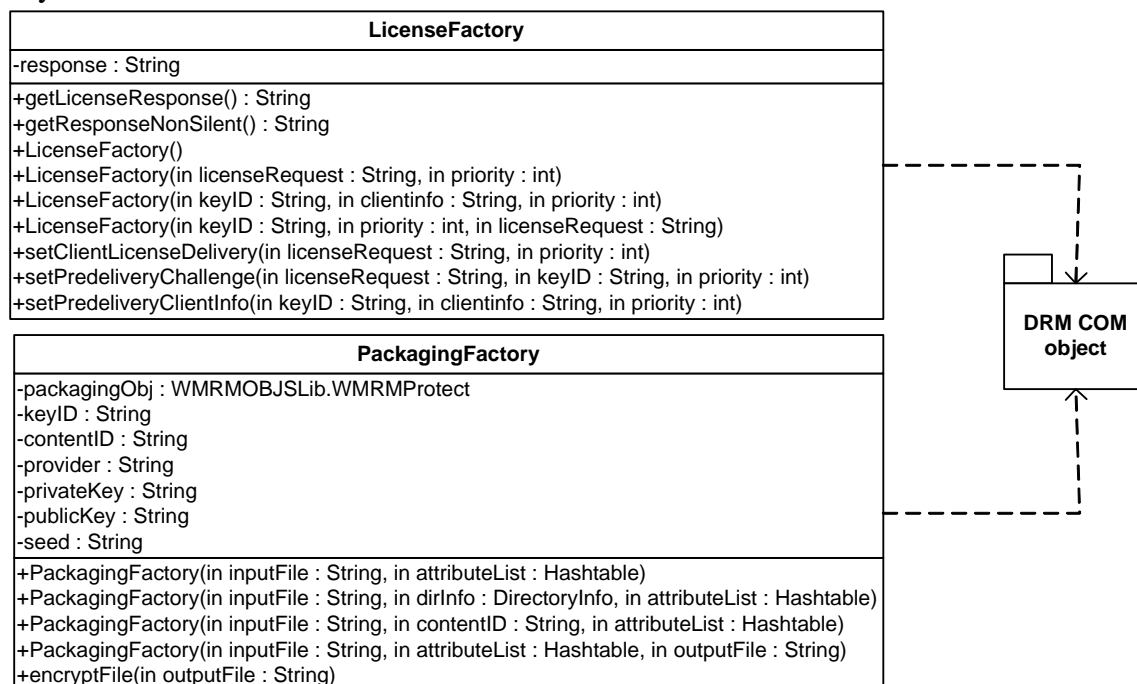 LicenseFactory
-response : String
+getLicenseResponse() : String
+getResponseNonSilent() : String
+LicenseFactory()
+LicenseFactory(in licenseRequest : String, in priority : int)
+LicenseFactory(in keyID : String, in clientinfo : String, in priority : int)
+LicenseFactory(in keyID : String, in priority : int, in licenseRequest : String)
+setClientLicenseDelivery(in licenseRequest : String, in priority : int)
+setPredeliveryChallenge(in licenseRequest : String, in keyID : String, in priority : int)
+setPredeliveryClientInfo(in keyID : String, in clientinfo : String, in priority : int)
DRM COM
object
PackagingFactory
-packagingObj : WMRMOBJSLib.WMRMProtect
-keyID : String
-contentID : String
-provider : String
-privateKey : String
-publicKey : String
-seed : String
+PackagingFactory(in inputFile : String, in attributeList : Hashtable)
+PackagingFactory(in inputFile : String, in dirInfo : DirectoryInfo, in attributeList : Hashtable)
+PackagingFactory(in inputFile : String, in contentID : String, in attributeList : Hashtable)
+PackagingFactory(in inputFile : String, in attributeList : Hashtable, in outputFile : String)
+encryptFile(in outputFile : String)